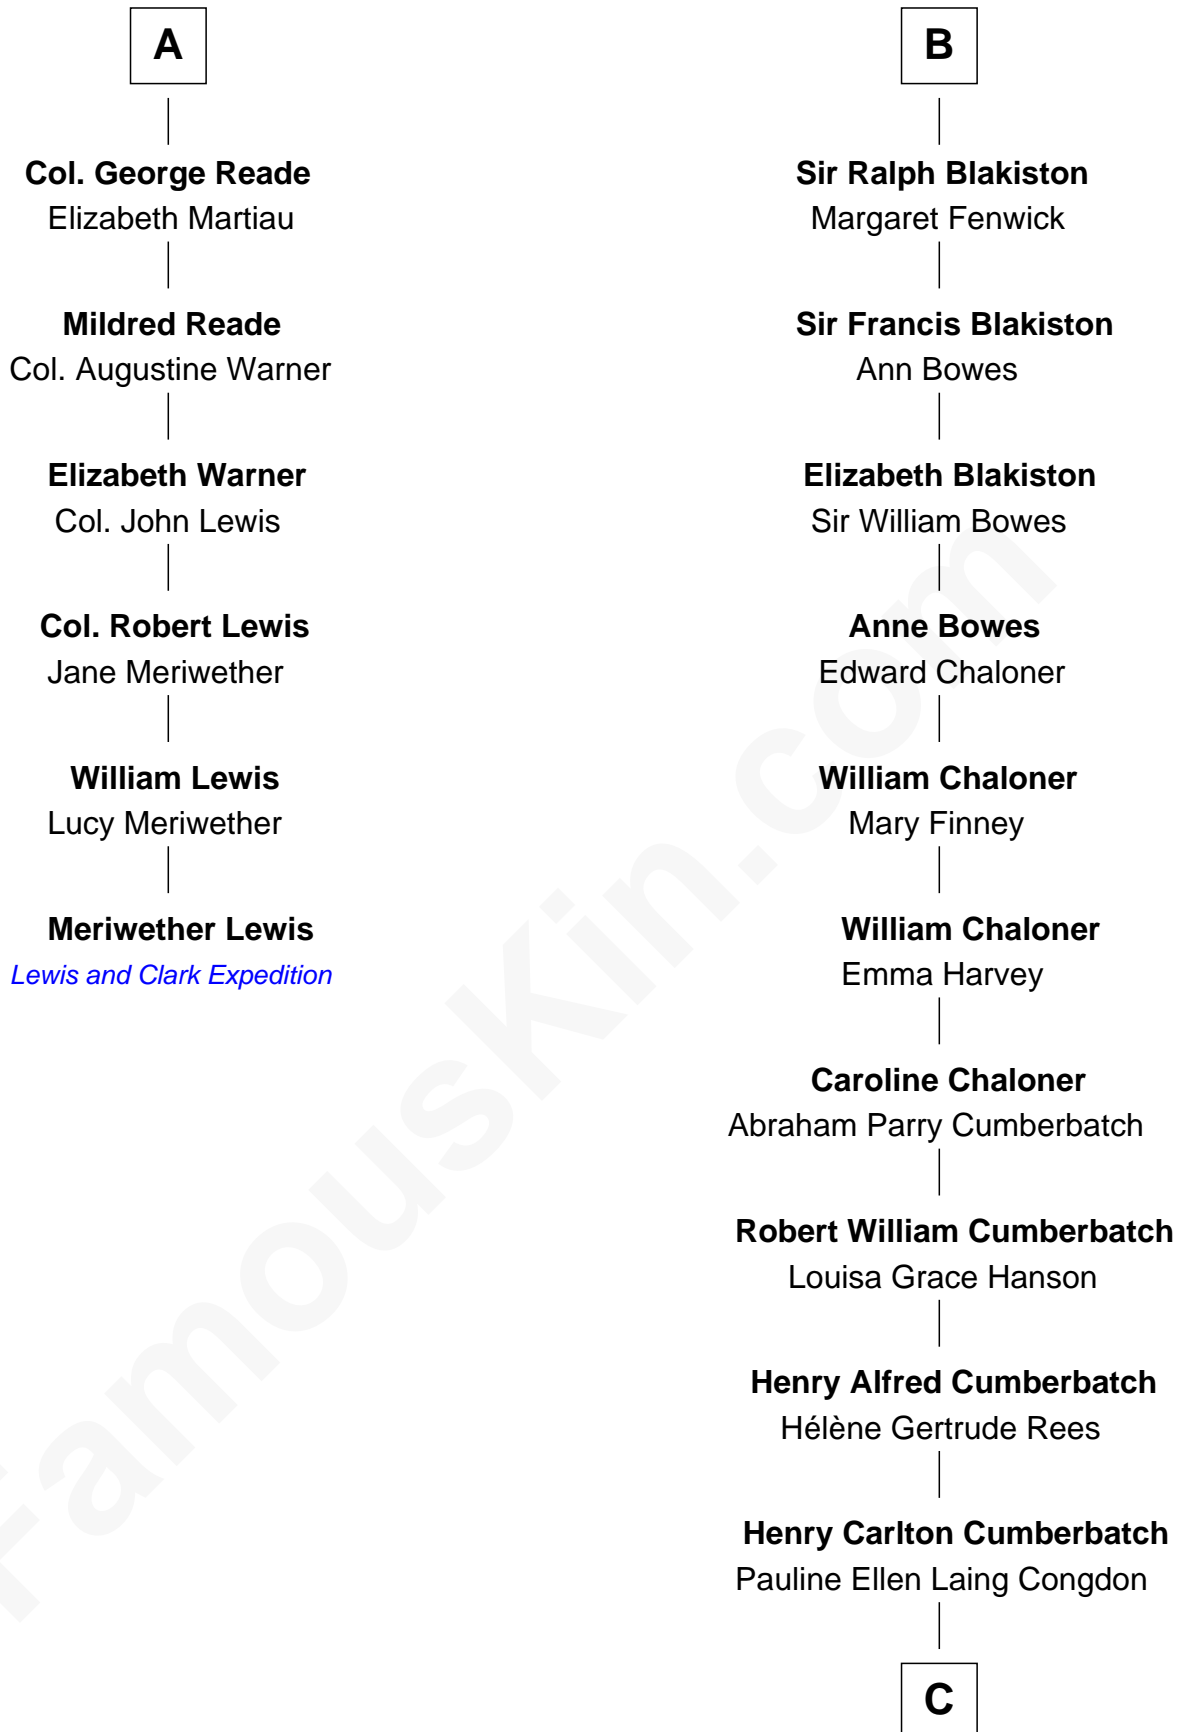 A
Col. George Reade
Elizabeth Martiau
Mildred Reade
Col. Augustine Warner
Elizabeth Warner
Col. John Lewis
Col. Robert Lewis
Jane Meriwether
William Lewis
Lucy Meriwether
Meriwether Lewis
Lewis and Clark Expedition
B
Sir Ralph Blakiston
Margaret Fenwick
Sir Francis Blakiston
Ann Bowes
Elizabeth Blakiston
Sir William Bowes
Anne Bowes
Edward Chaloner
William Chaloner
Mary Finney
William Chaloner
Emma Harvey
Caroline Chaloner
Abraham Parry Cumberbatch
Robert William Cumberbatch
Louisa Grace Hanson
Henry Alfred Cumberbatch
Hélène Gertrude Rees
Henry Carlton Cumberbatch
Pauline Ellen Laing Congdon
C
FamousKin.com